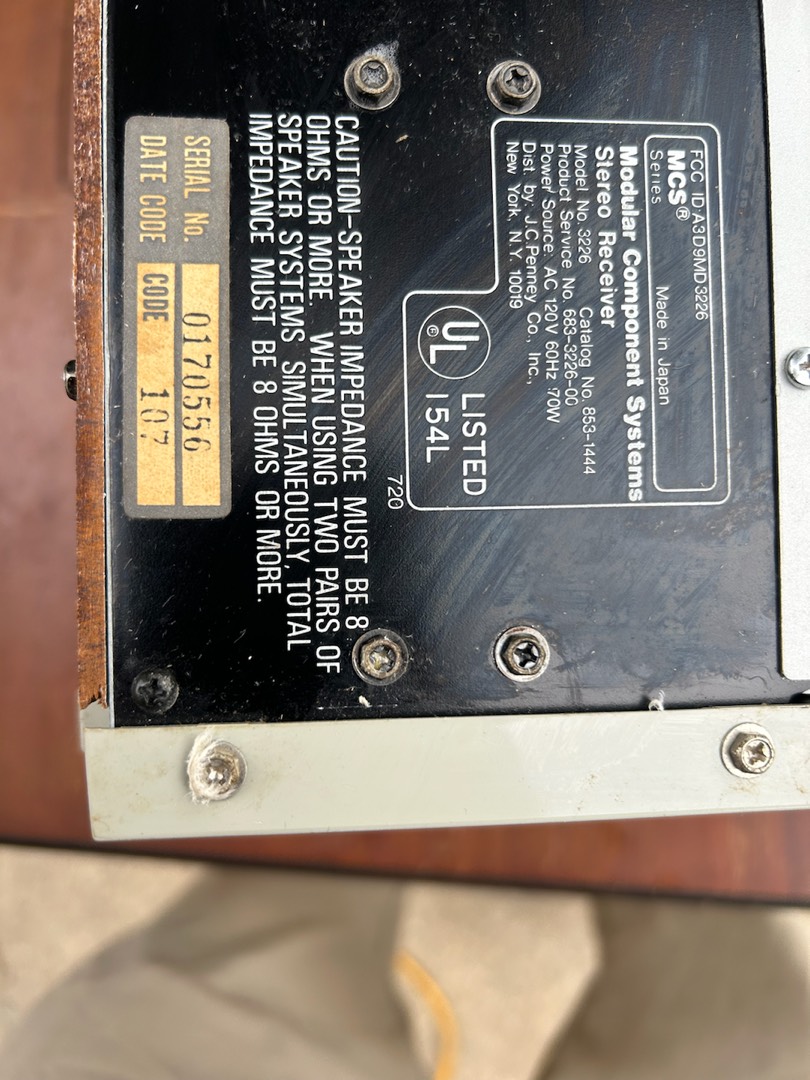 FCC ID A3D9MD3226
MCS®
Series
Made in Japan
Modular Component Systems
Stereo Receiver
Model No. 3226 Catalog No. 853-1444
Product Service No. 683-3226-00
Power Source: AC 120V 60Hz 70W
Dist. by: J.C.Penney Co., Inc.,
New York, N.Y. 10019
UL LISTED
154L
720
CAUTION-SPEAKER IMPEDANCE MUST BE 8
OHMS OR MORE. WHEN USING TWO PAIRS OF
SPEAKER SYSTEMS SIMULTANEOUSLY, TOTAL
IMPEDANCE MUST BE 8 OHMS OR MORE.
SERIAL No. 0170556
DATE CODE CODE 107